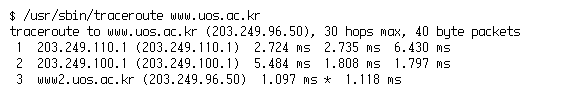 $ /usr/sbin/traceroute www.uos.ac.kr
traceroute to www.uos.ac.kr (203.249.96.50), 30 hops max, 40 byte packets
1 203.249.110.1 (203.249.110.1) 2.724 ms 2.735 ms 6.430 ms
2 203.249.100.1 (203.249.100.1) 5.484 ms 1.808 ms 1.797 ms
3 www2.uos.ac.kr (203.249.96.50) 1.097 ms * 1.118 ms